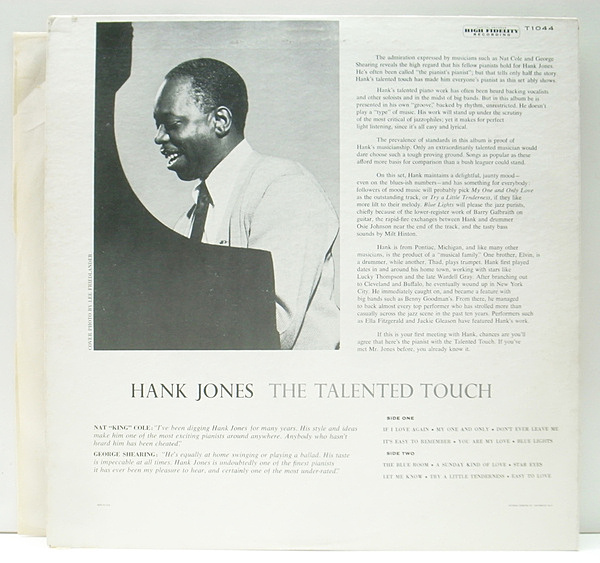 HIGH FIDELITY
RECORDING
T1044
The admiration expressed by musicians such as Nat Cole and George
Shearing reveals the high regard that his fellow pianists hold for Hank Jones.
He's often been called "the pianist's pianist"; but that tells only half the story.
Hank's talented touch has made him everyone's pianist as this set ably shows.
Hank's talented piano work has often been heard backing vocalists
and other soloists and in the midst of big bands. But in this album he is
presented in his own "groove," backed by rhythm, unrestricted. He doesn't
play a "type" of music. His work will stand up under the scrutiny
of the most critical of jazzophiles; yet it makes for perfect
light listening, since it's all easy and lyrical.
The prevalence of standards in this album is proof of
Hank's musicianship. Only an extraordinarily talented musician would
dare choose such a tough proving ground. Songs as popular as these
afford more basis for comparison than a bush leaguer could stand.
On this set, Hank maintains a delightful, jaunty mood—
even on the blues-ish numbers—and has something for everybody.
Followers of mood music will probably pick My One and Only Love
as the outstanding track, or Try a Little Tenderness, if they like
more lilt to their melody. Blue Lights will please the jazz purists,
chiefly because of the lower-register work of Barry Galbraith on
guitar, the rapid-fire exchanges between Hank and drummer
Osie Johnson near the end of the track, and the tasty bass
sounds by Milt Hinton.
Hank is from Pontiac, Michigan, and like many other
musicians, is the product of a "musical family." One brother, Elvin, is
a drummer, while another, Thad, plays trumpet. Hank first played
dates in and around his home town, working with stars like
Lucky Thompson and the late Wardell Gray. After branching out
to Cleveland and Buffalo, he eventually wound up in New York
City. He immediately caught on, and became a feature with
big bands such as Benny Goodman's. From there, he managed
to back almost every top performer who has strolled more than
casually across the jazz scene in the past ten years. Performers such
as Ella Fitzgerald and Jackie Gleason have featured Hank's work.
If this is your first meeting with Hank, chances are you'll
agree that here's the pianist with the Talented Touch. If you've
met Mr. Jones before, you already know it.
COVER PHOTO BY LEE FRIEDLANDER
HANK JONES THE TALENTED TOUCH
NAT "KING" COLE: "I've been digging Hank Jones for many years. His style and ideas
make him one of the most exciting pianists around anywhere. Anybody who hasn't
heard him has been cheated."
GEORGE SHEARING: "He's equally at home swinging or playing a ballad. His taste
is impeccable at all times. Hank Jones is undoubtedly one of the finest pianists
it has ever been my pleasure to hear, and certainly one of the most under-rated."
SIDE ONE
IF I LOVE AGAIN • MY ONE AND ONLY • DON'T EVER LEAVE ME
IT'S EASY TO REMEMBER • YOU ARE MY LOVE • BLUE LIGHTS
SIDE TWO
THE BLUE ROOM • A SUNDAY KIND OF LOVE • STAR EYES
LET ME KNOW • TRY A LITTLE TENDERNESS • EASY TO LOVE